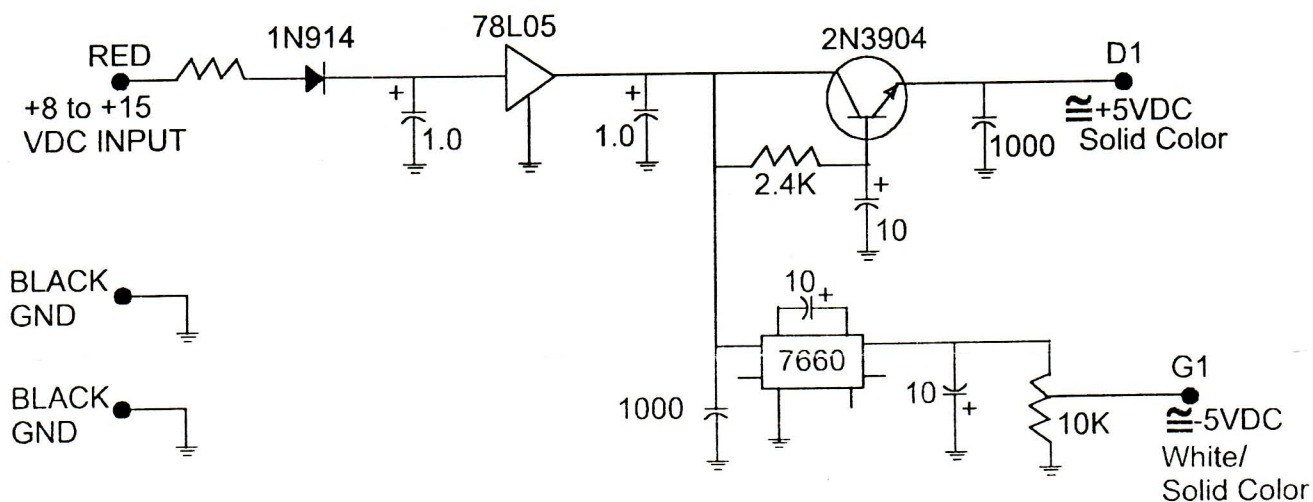 RED
+8 to +15
VDC INPUT
1N914
78L05
+
1.0
+
1.0
2N3904
2.4K
+
10
1000
D1
≅+5VDC
Solid Color
BLACK
GND
BLACK
GND
1000
10
+
7660
10
+
10K
G1
≅-5VDC
White/
Solid Color